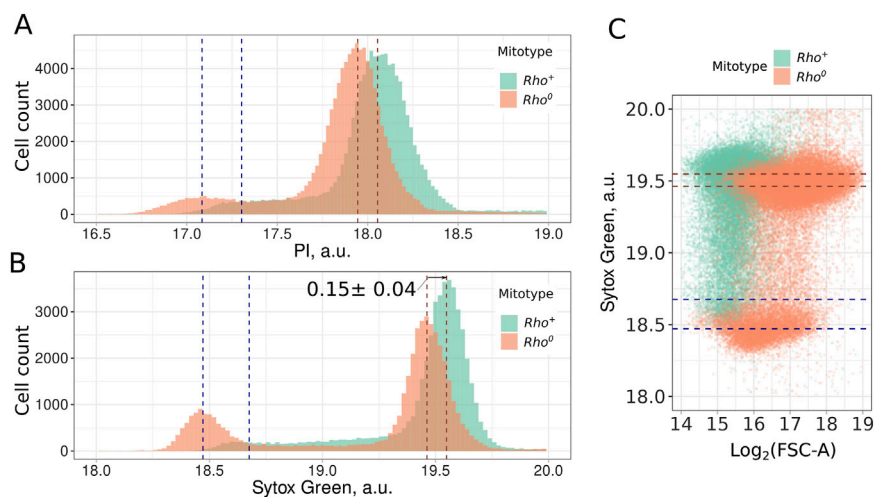 A
Mitotype
Rho⁺
Rho⁰
Cell count
4000
3000
2000
1000
0
16.5 17.0 17.5 18.0 18.5 19.0
PI, a.u.
B
0.15± 0.04
Mitotype
Rho⁺
Rho⁰
Cell count
3000
2000
1000
0
18.0 18.5 19.0 19.5 20.0
Sytox Green, a.u.
C
Mitotype
Rho⁺
Rho⁰
Sytox Green, a.u.
20.0
19.5
19.0
18.5
18.0
14 15 16 17 18 19
Log₂(FSC-A)